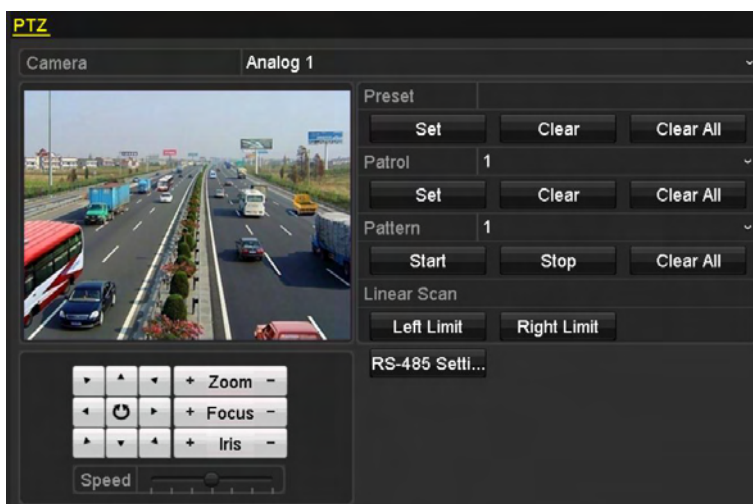 PTZ
Camera Analog 1
Preset
Set Clear Clear All
Patrol 1
Set Clear Clear All
Pattern 1
Start Stop Clear All
Linear Scan
Left Limit Right Limit
RS-485 Setti...
+ Zoom -
+ Focus -
+ Iris -
Speed